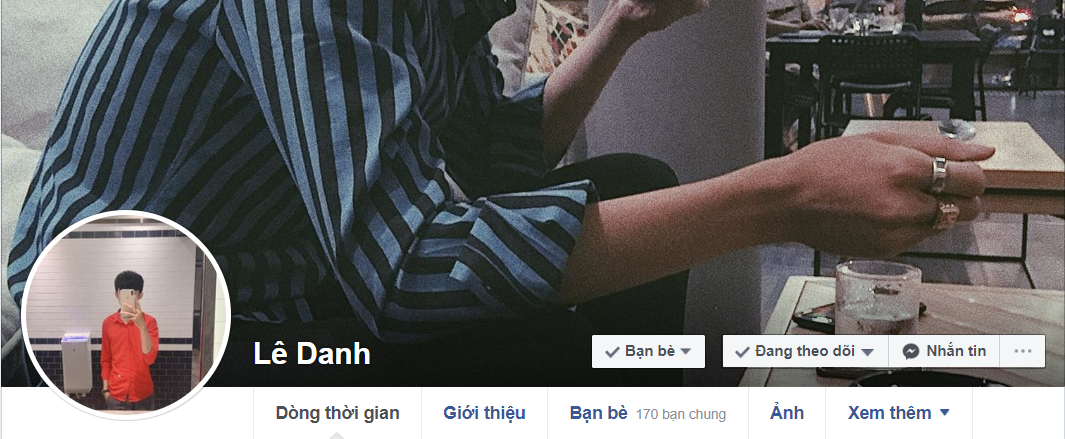 Lê Danh
Bạn bè
Đang theo dõi
Nhắn tin
Dòng thời gian
Giới thiệu
Bạn bè 170 bạn chung
Ảnh
Xem thêm